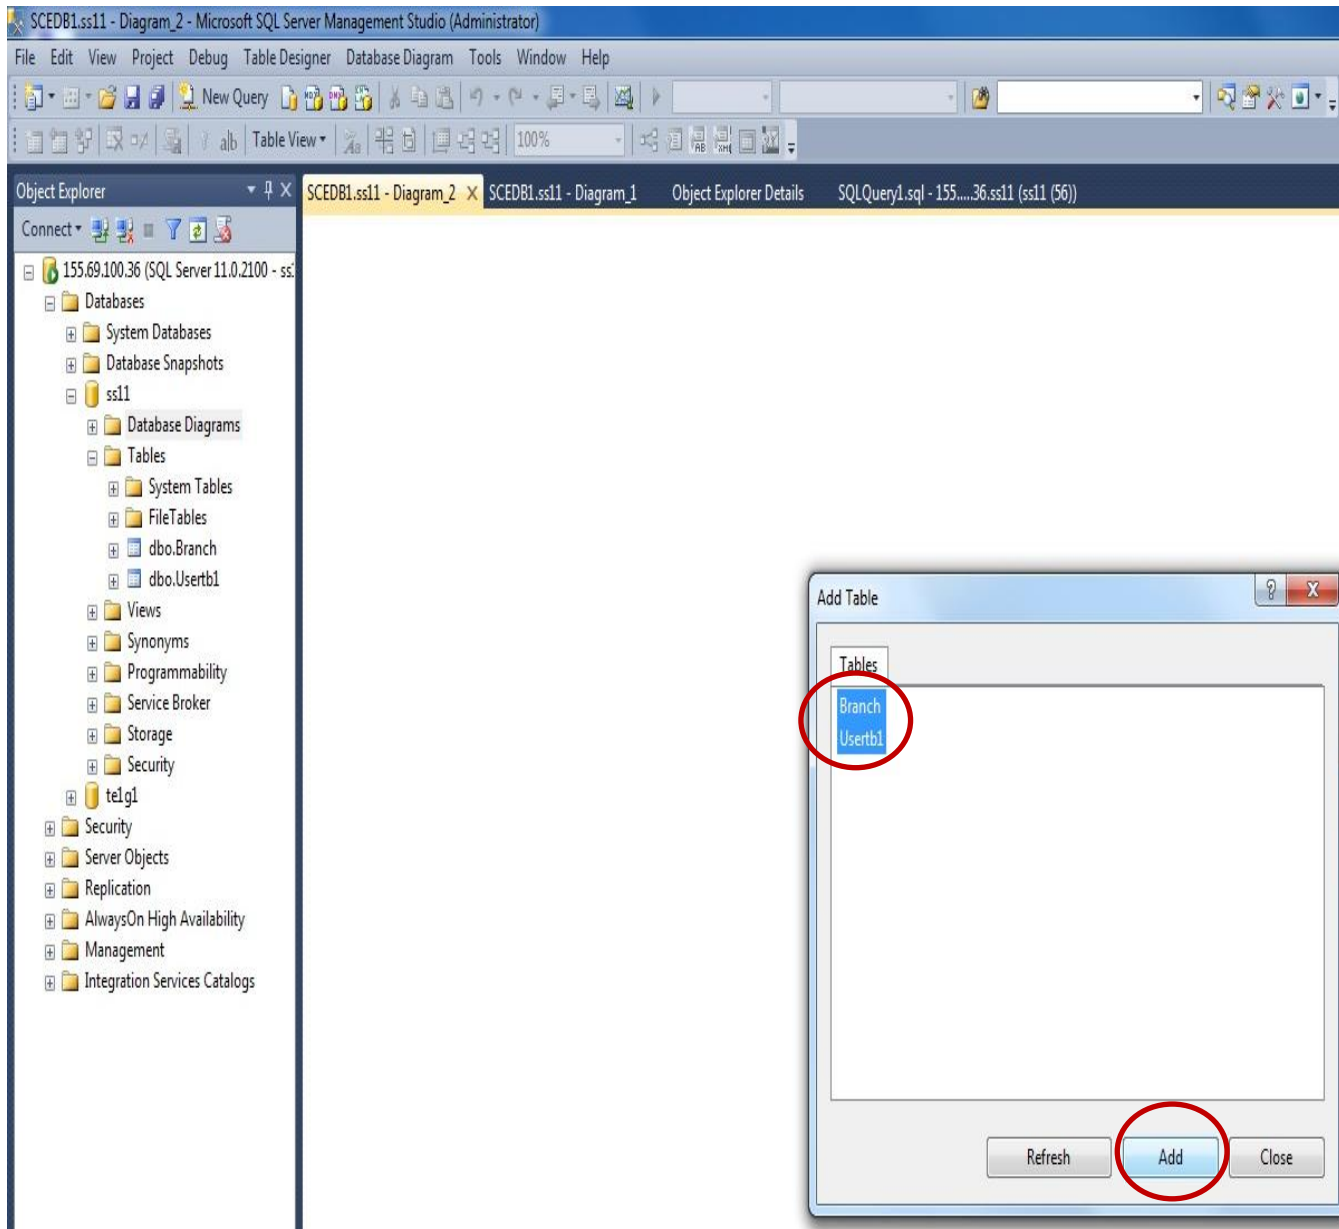 SCEDB1.ss11 - Diagram_2 - Microsoft SQL Server Management Studio (Administrator)
File Edit View Project Debug Table Designer Database Diagram Tools Window Help
New Query
Table View 100%
Object Explorer
SCEDB1.ss11 - Diagram_2 SCEDB1.ss11 - Diagram_1 Object Explorer Details SQLQuery1.sql - 155.....36.ss11 (ss11 (56))
Connect
155.69.100.36 (SQL Server 11.0.2100 - ss1
Databases
System Databases
Database Snapshots
ss11
Database Diagrams
Tables
System Tables
FileTables
dbo.Branch
dbo.Usertb1
Views
Synonyms
Programmability
Service Broker
Storage
Security
te1g1
Security
Server Objects
Replication
AlwaysOn High Availability
Management
Integration Services Catalogs
Add Table
Tables
Branch
Usertb1
Refresh Add Close